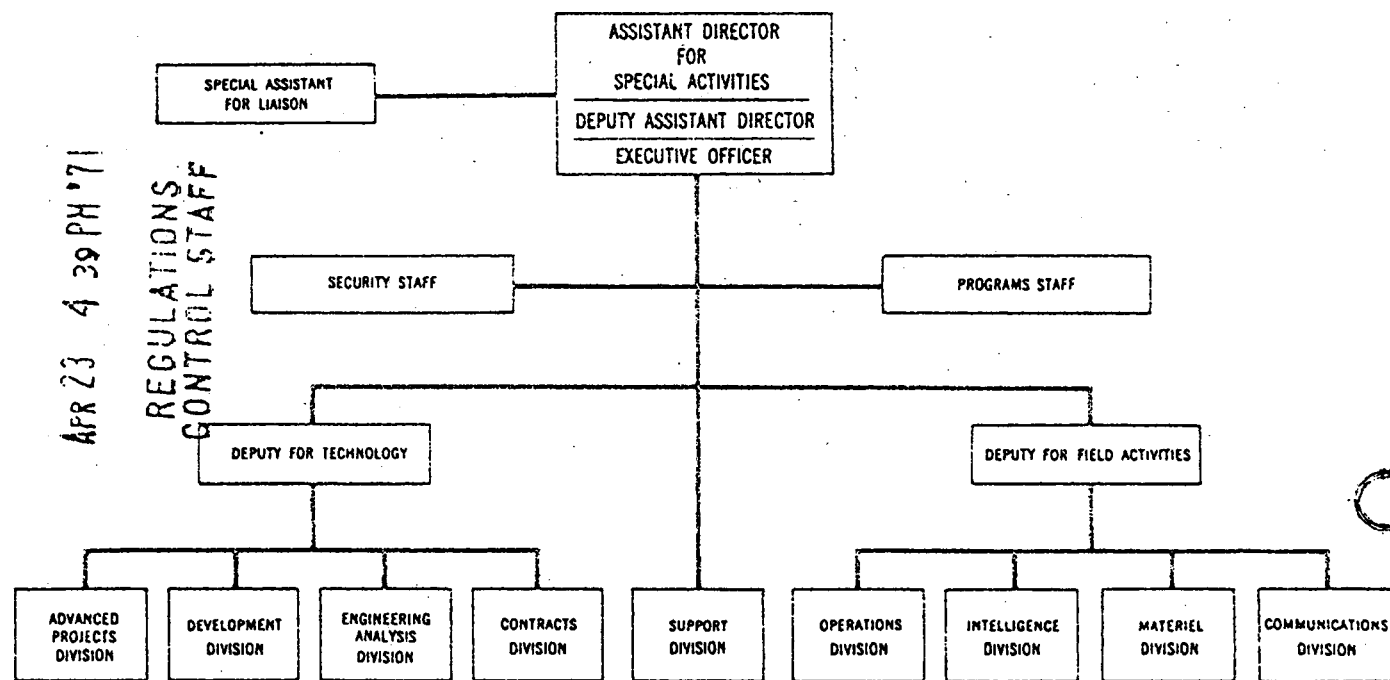 ASSISTANT DIRECTOR
FOR
SPECIAL ACTIVITIES
DEPUTY ASSISTANT DIRECTOR
EXECUTIVE OFFICER
SPECIAL ASSISTANT
FOR LIAISON
APR 23 4 39 PM '71
REGULATIONS
CONTROL STAFF
SECURITY STAFF
PROGRAMS STAFF
DEPUTY FOR TECHNOLOGY
DEPUTY FOR FIELD ACTIVITIES
ADVANCED
PROJECTS
DIVISION
DEVELOPMENT
DIVISION
ENGINEERING
ANALYSIS
DIVISION
CONTRACTS
DIVISION
SUPPORT
DIVISION
OPERATIONS
DIVISION
INTELLIGENCE
DIVISION
MATERIEL
DIVISION
COMMUNICATIONS
DIVISION